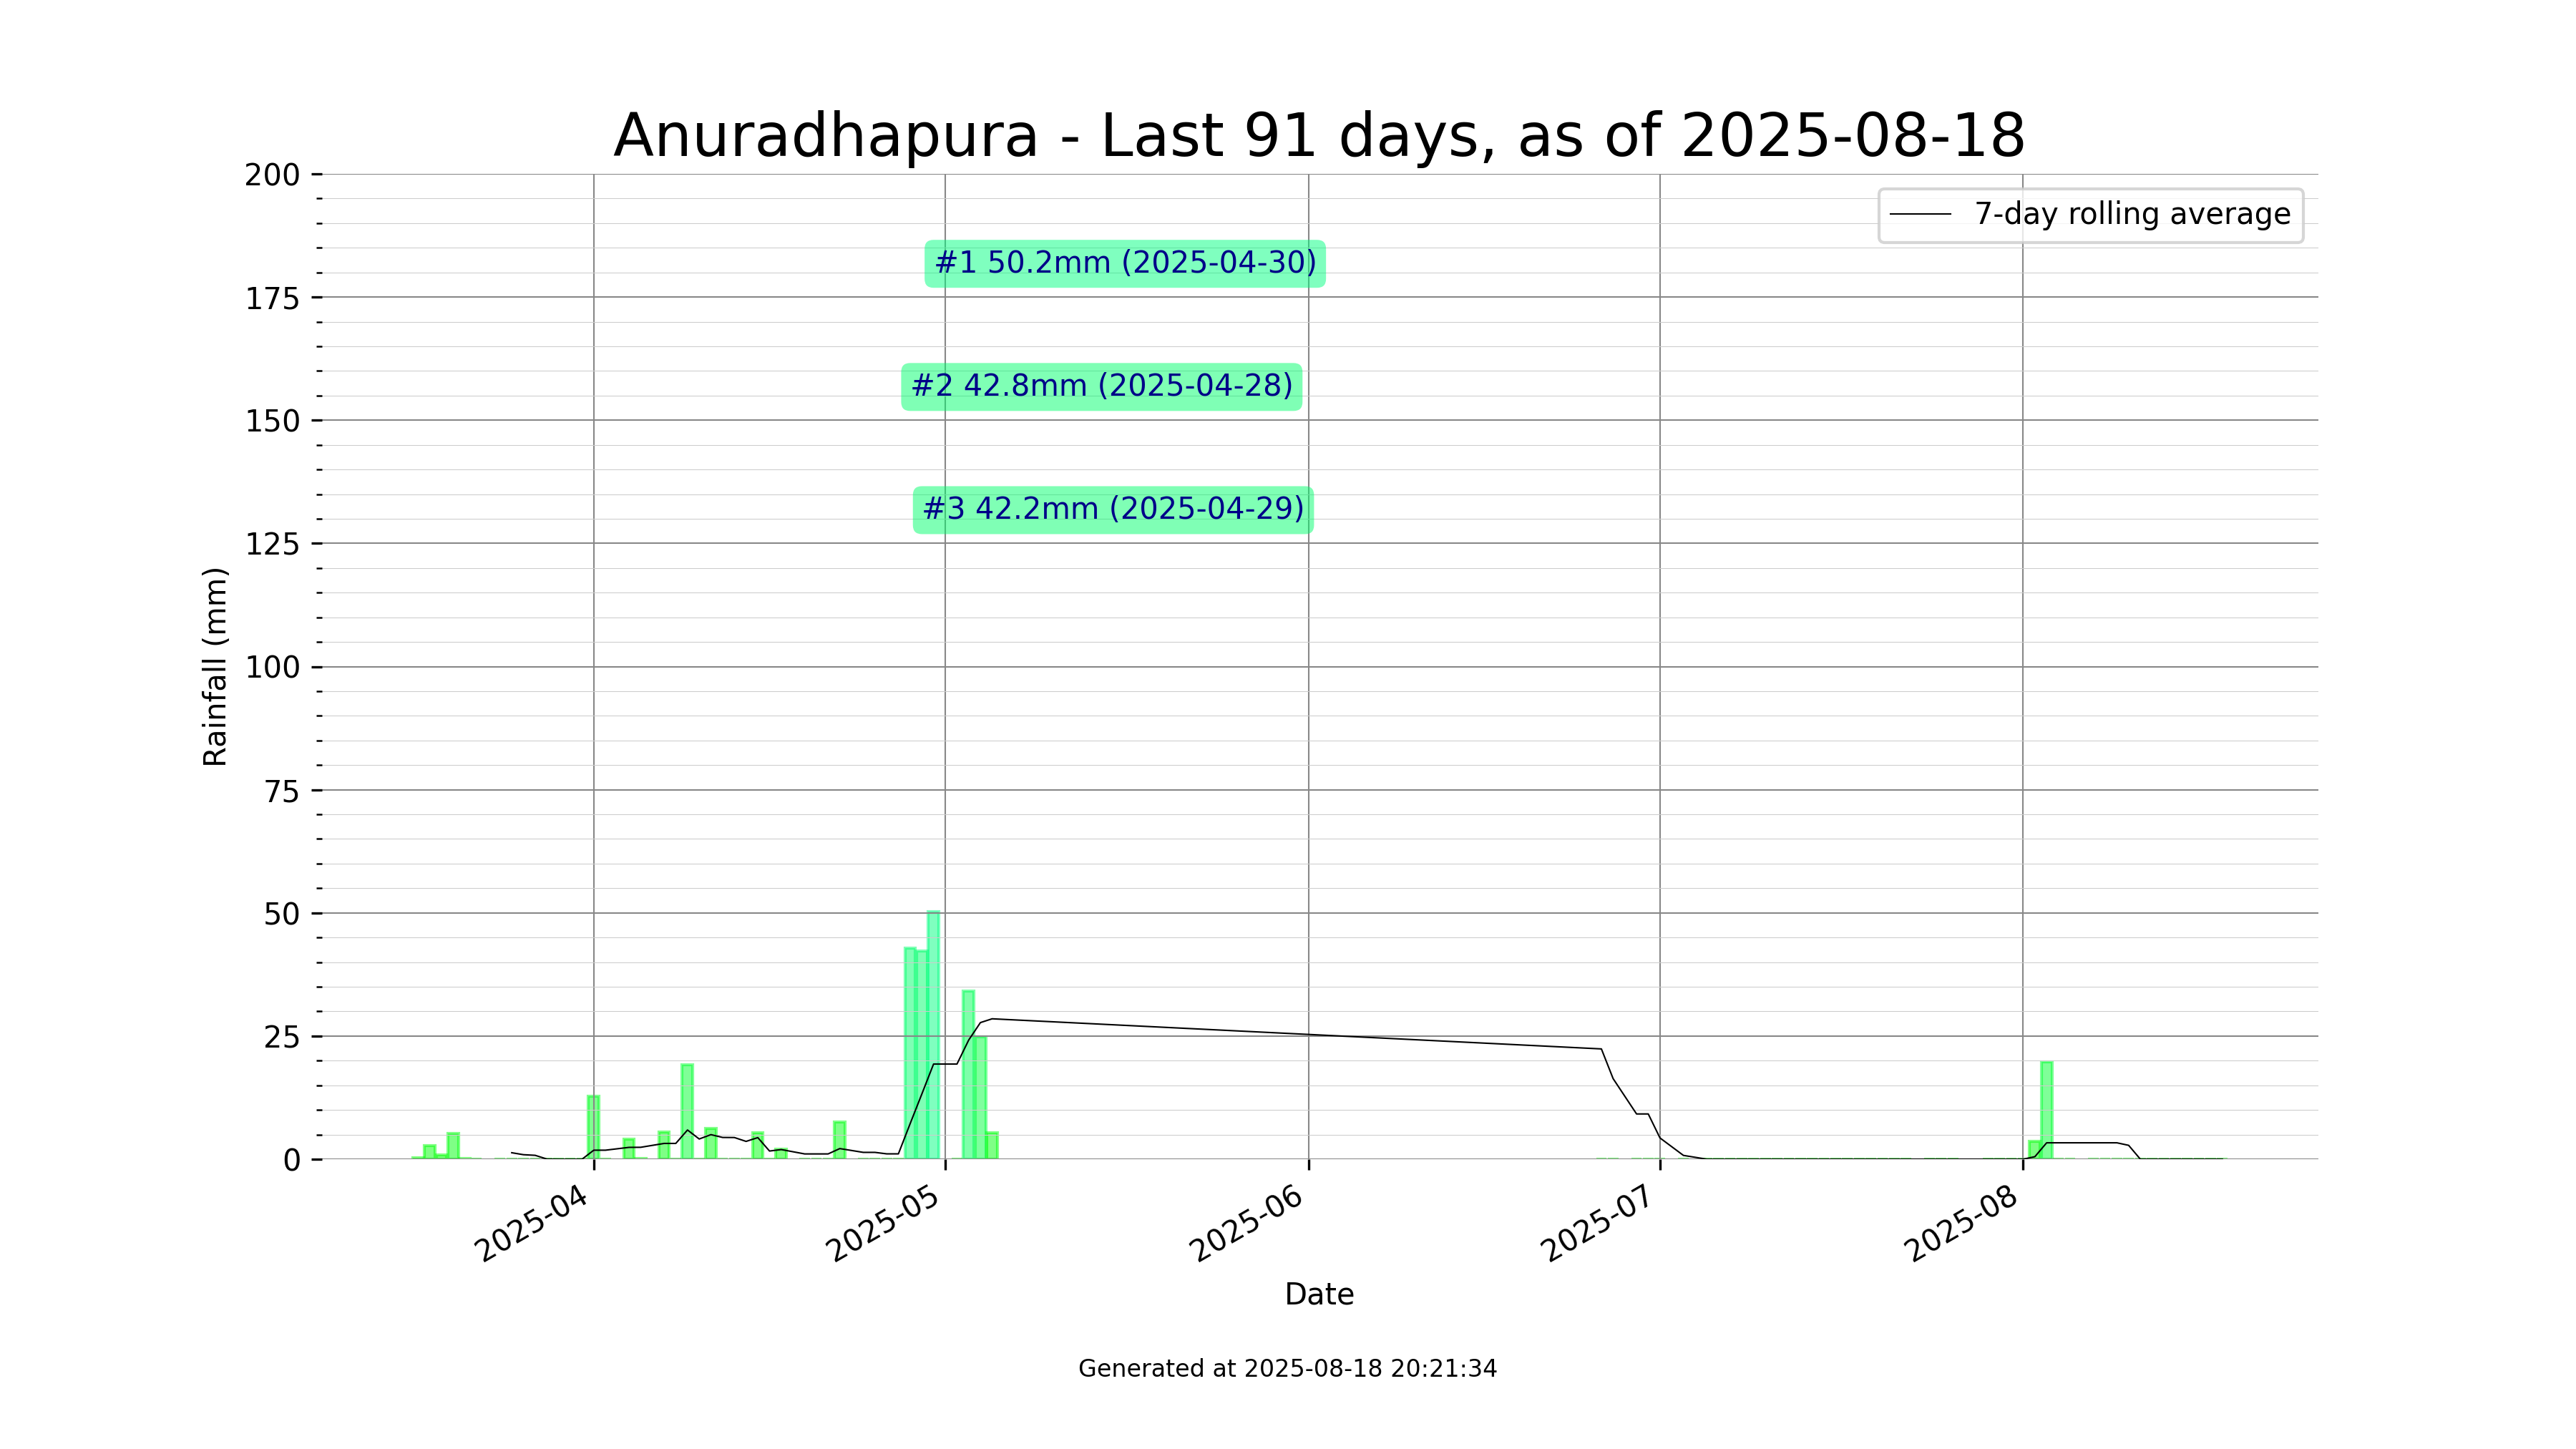 Anuradhapura - Last 91 days, as of 2025-08-18
7-day rolling average
#1 50.2mm (2025-04-30)
#2 42.8mm (2025-04-28)
#3 42.2mm (2025-04-29)
Rainfall (mm)
200
175
150
125
100
75
50
25
0
2025-04
2025-05
2025-06
2025-07
2025-08
Date
Generated at 2025-08-18 20:21:34